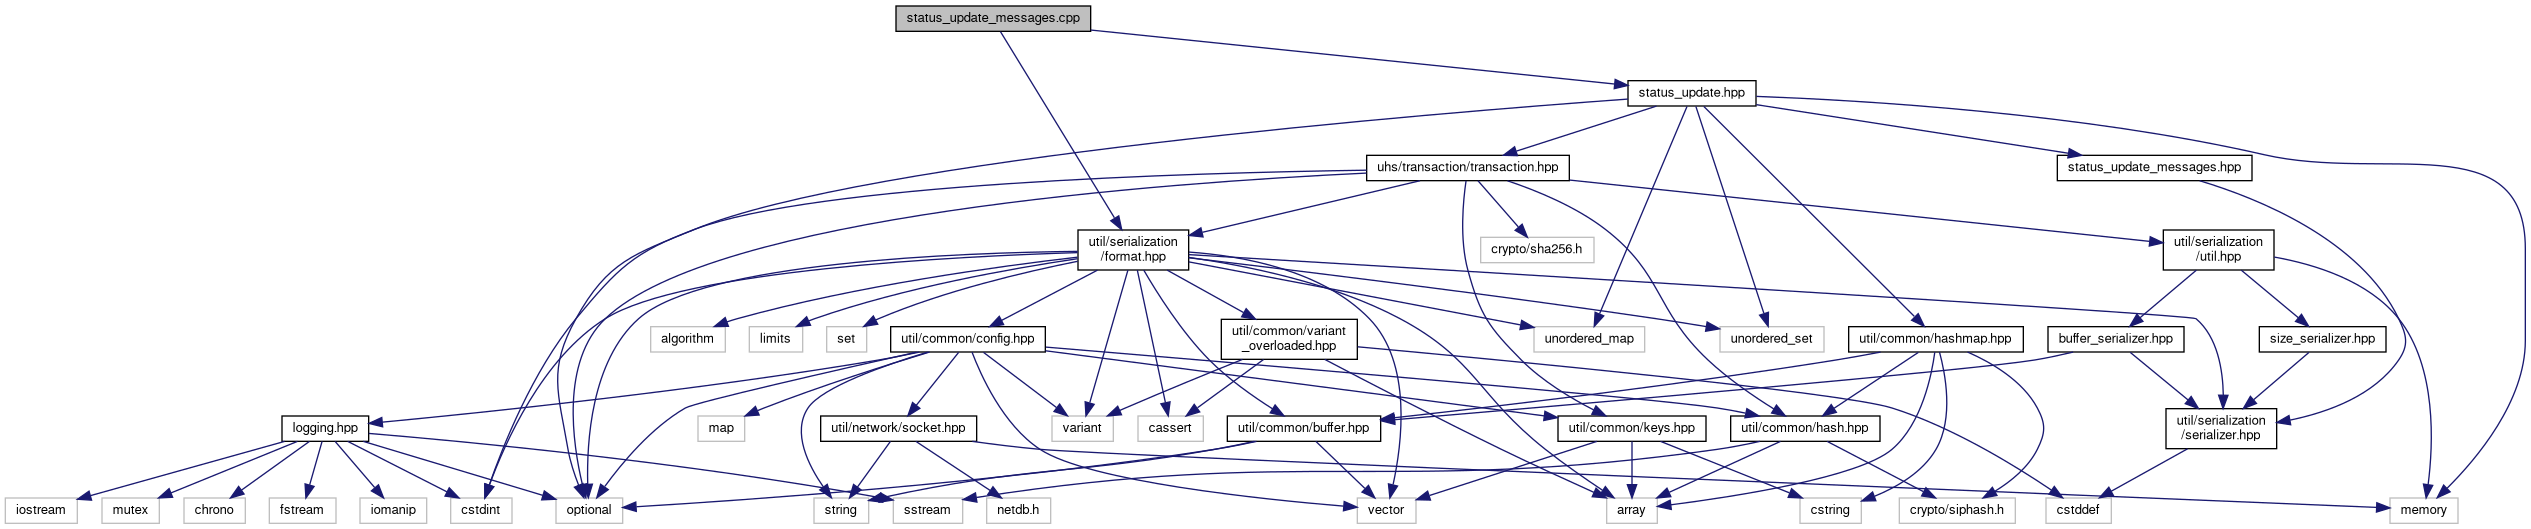 status_update_messages.cpp
status_update.hpp
uhs/transaction/transaction.hpp
status_update_messages.hpp
util/serialization
/format.hpp
crypto/sha256.h
util/serialization
/util.hpp
algorithm
limits
set
util/common/config.hpp
util/common/variant
_overloaded.hpp
unordered_map
unordered_set
util/common/hashmap.hpp
buffer_serializer.hpp
size_serializer.hpp
logging.hpp
map
util/network/socket.hpp
variant
cassert
util/common/buffer.hpp
util/common/keys.hpp
util/common/hash.hpp
util/serialization
/serializer.hpp
iostream
mutex
chrono
fstream
iomanip
cstdint
optional
string
sstream
netdb.h
vector
array
cstring
crypto/siphash.h
cstddef
memory